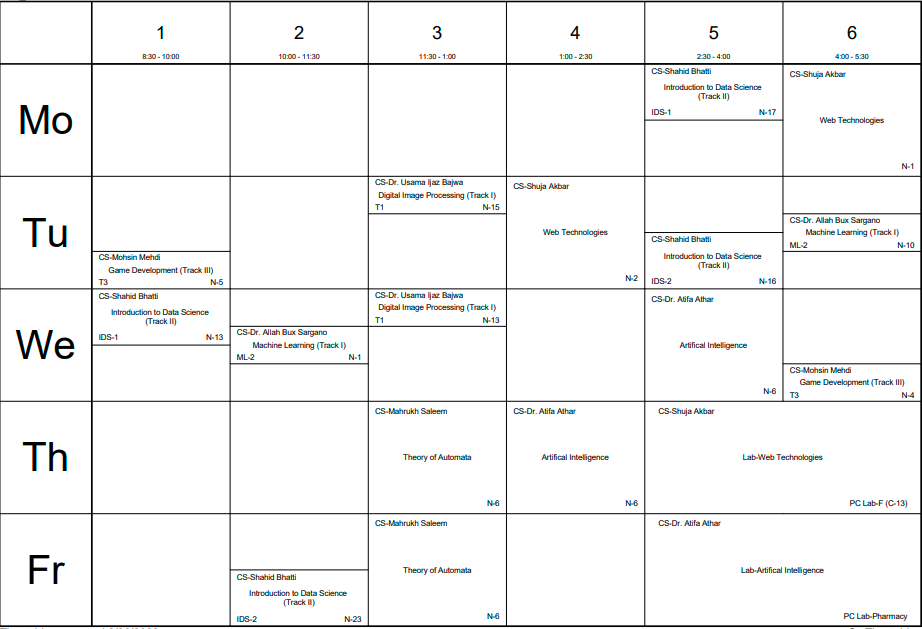 1
2
3
4
5
6
8:30 - 10:00
10:00 - 11:30
11:30 - 1:00
1:00 - 2:30
2:30 - 4:00
4:00 - 5:30
Mo
CS-Shahid Bhatti
Introduction to Data Science
(Track II)
IDS-1 N-17
CS-Shuja Akbar
Web Technologies
N-1
Tu
CS-Mohsin Mehdi
Game Development (Track III)
T3 N-5
CS-Dr. Usama Ijaz Bajwa
Digital Image Processing (Track I)
T1 N-15
CS-Shuja Akbar
Web Technologies
N-2
CS-Shahid Bhatti
Introduction to Data Science
(Track II)
IDS-2 N-16
CS-Dr. Allah Bux Sargano
Machine Learning (Track I)
ML-2 N-10
We
CS-Shahid Bhatti
Introduction to Data Science
(Track II)
IDS-1 N-13
CS-Dr. Allah Bux Sargano
Machine Learning (Track I)
ML-2 N-1
CS-Dr. Usama Ijaz Bajwa
Digital Image Processing (Track I)
T1 N-13
CS-Dr. Atifa Athar
Artifical Intelligence
N-6
CS-Mohsin Mehdi
Game Development (Track III)
T3 N-4
Th
CS-Mahrukh Saleem
Theory of Automata
N-6
CS-Dr. Atifa Athar
Artifical Intelligence
N-6
CS-Shuja Akbar
Lab-Web Technologies
PC Lab-F (C-13)
Fr
CS-Shahid Bhatti
Introduction to Data Science
(Track II)
IDS-2 N-23
CS-Mahrukh Saleem
Theory of Automata
N-6
CS-Dr. Atifa Athar
Lab-Artifical Intelligence
PC Lab-Pharmacy